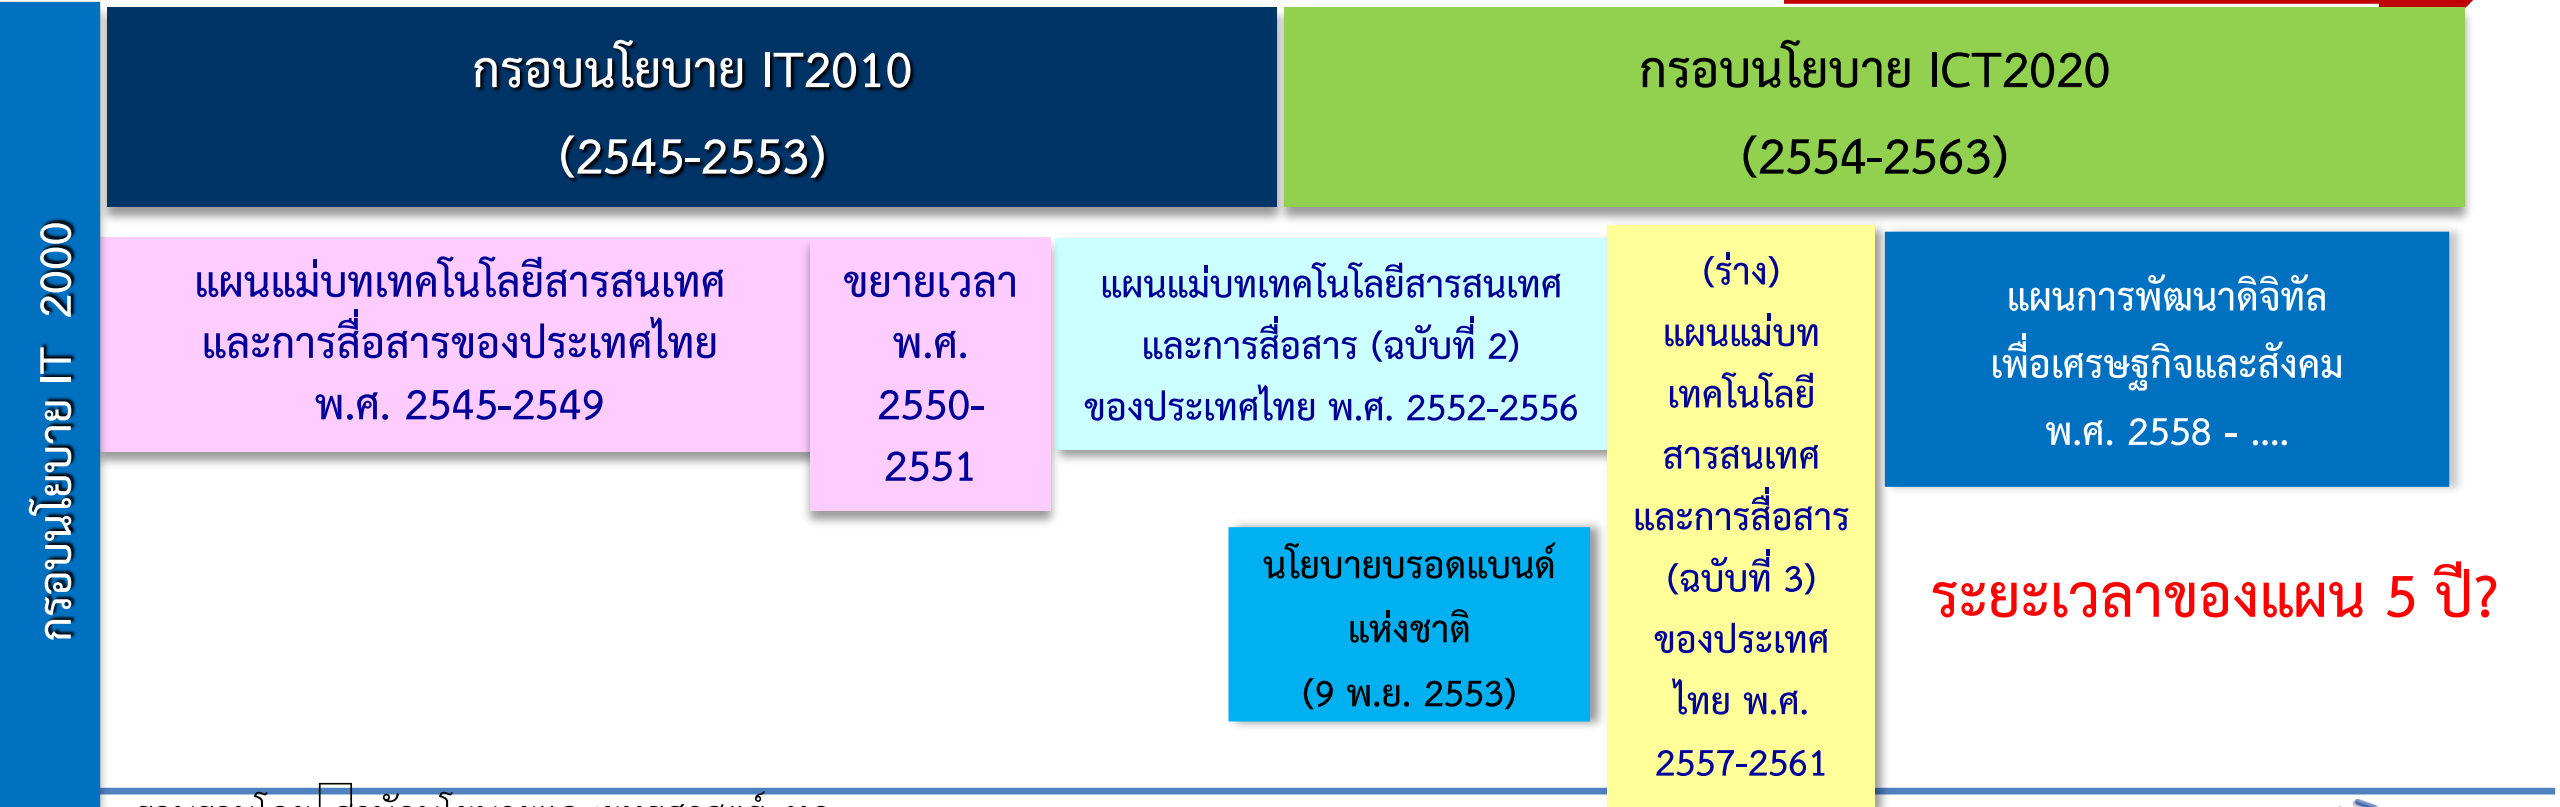 กรอบนโยบาย IT 2000
กรอบนโยบาย IT2010
(2545-2553)
กรอบนโยบาย ICT2020
(2554-2563)
แผนแม่บทเทคโนโลยีสารสนเทศ
และการสื่อสารของประเทศไทย
พ.ศ. 2545-2549
ขยายเวลา
พ.ศ.
2550-
2551
แผนแม่บทเทคโนโลยีสารสนเทศ
และการสื่อสาร (ฉบับที่ 2)
ของประเทศไทย พ.ศ. 2552-2556
(ร่าง)
แผนแม่บท
เทคโนโลยี
สารสนเทศ
และการสื่อสาร
(ฉบับที่ 3)
ของประเทศ
ไทย พ.ศ.
2557-2561
แผนการพัฒนาดิจิทัล
เพื่อเศรษฐกิจและสังคม
พ.ศ. 2558 - ....
นโยบายบรอดแบนด์
แห่งชาติ
(9 พ.ย. 2553)
ระยะเวลาของแผน 5 ปี?